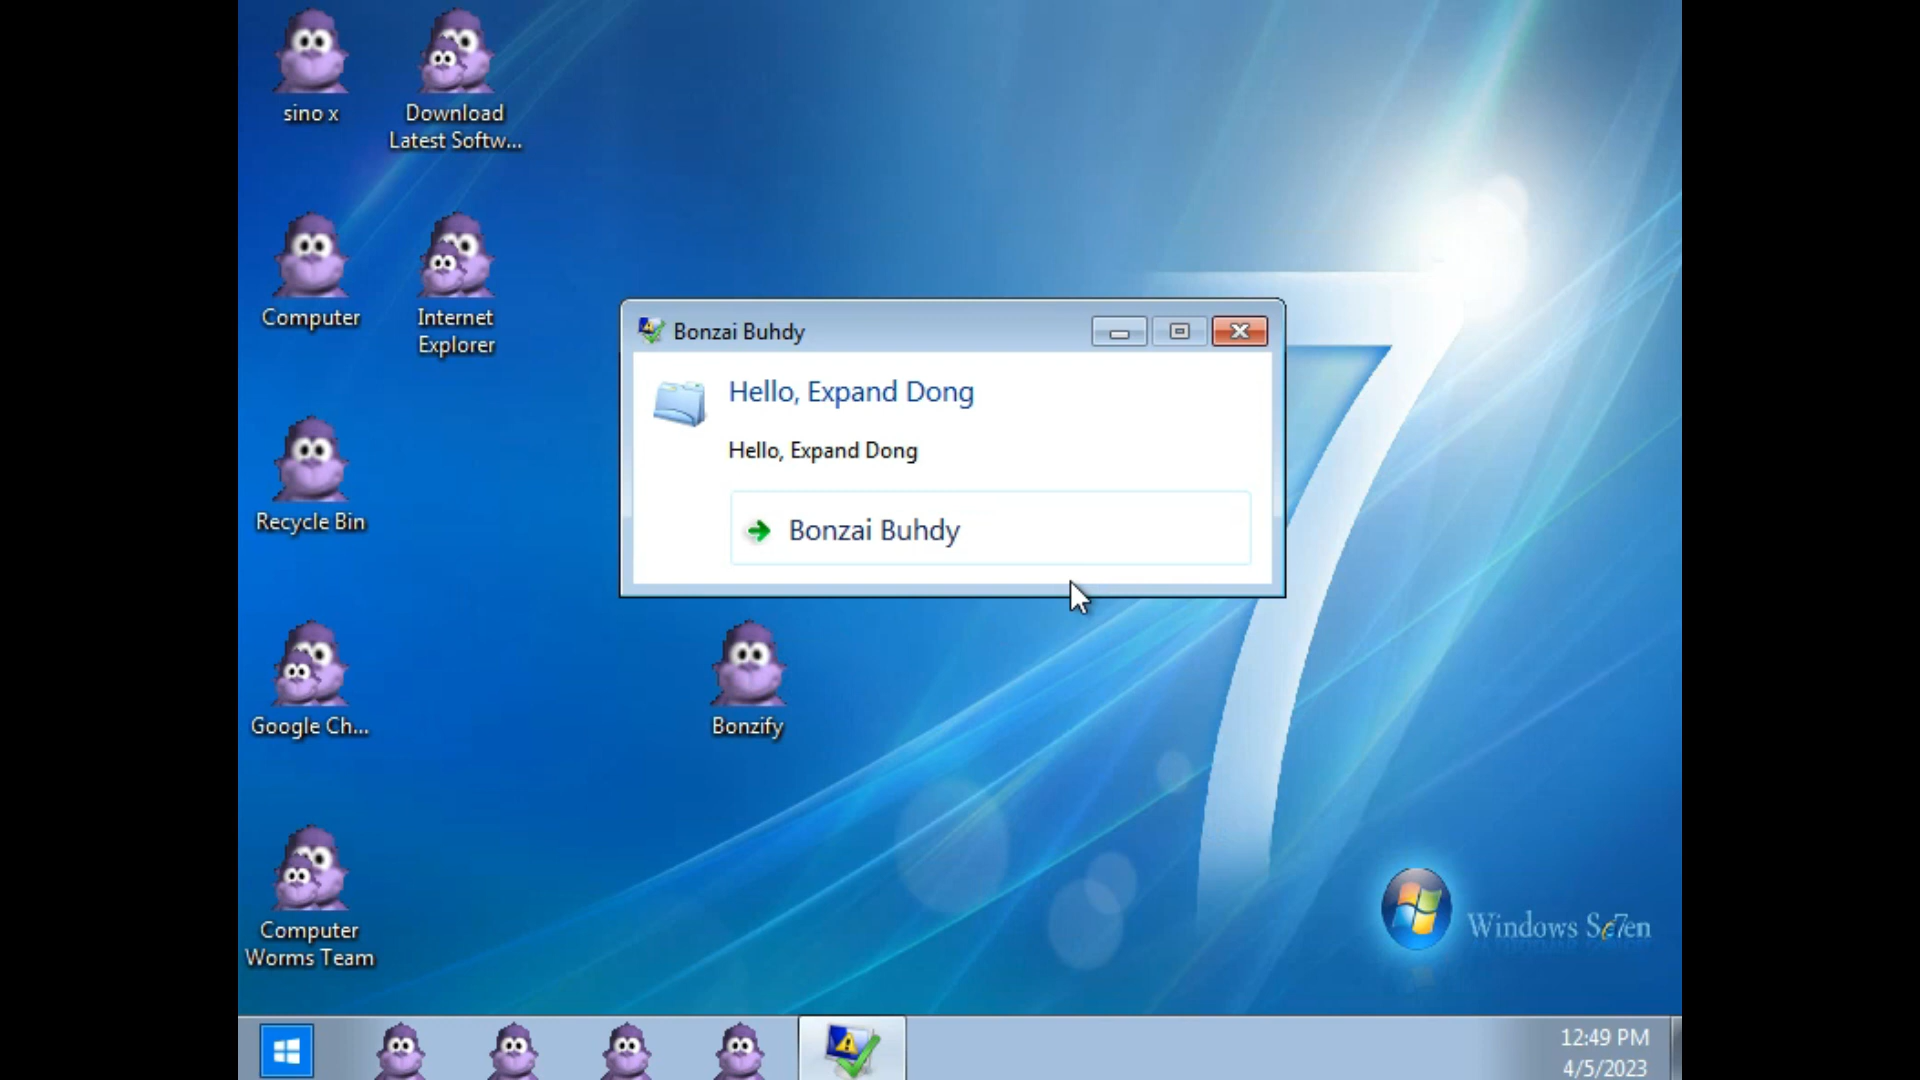 sino x
Download
Latest Softw...
Computer
Internet
Explorer
Recycle Bin
Google Ch...
Computer
Worms Team
Bonzai Buhdy
Hello, Expand Dong
Hello, Expand Dong
Bonzai Buhdy
Bonzify
7
Windows Se7en
12:49 PM
4/5/2023